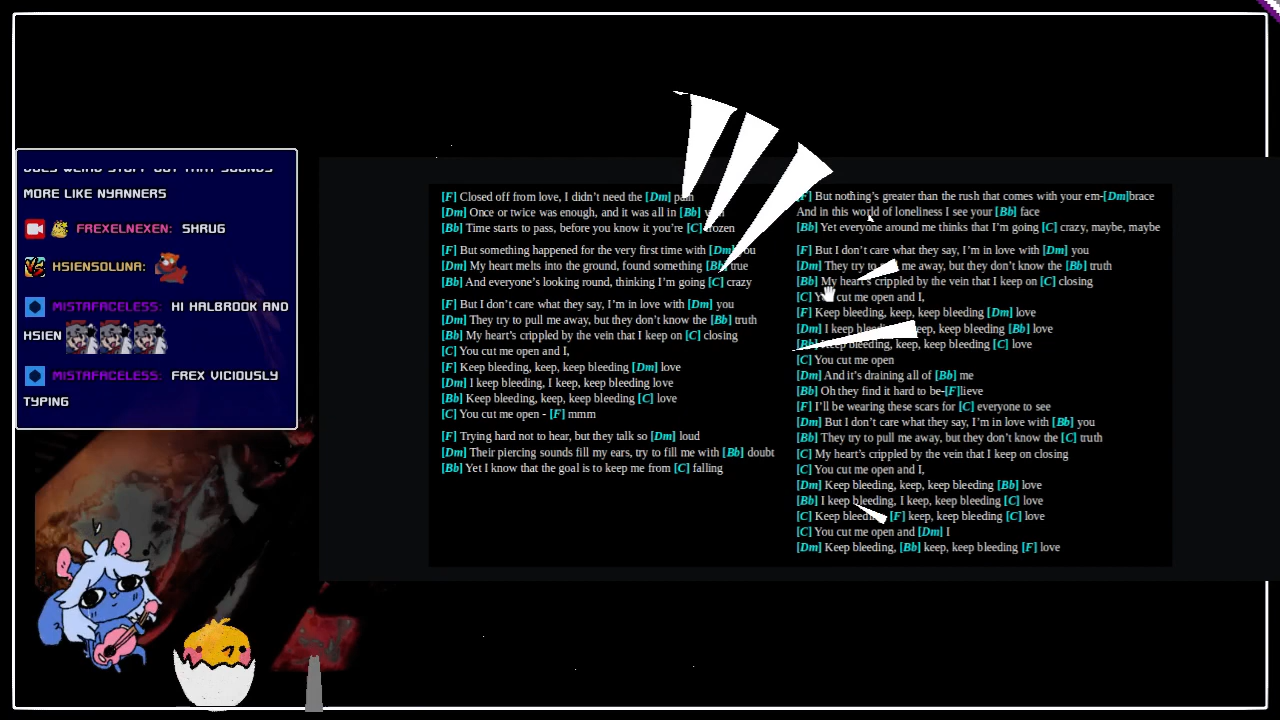 MORE LIKE NYANNERS
FREXELNEXEN: SHRUG
HSIENSOLUNA:
MISTAFACELESS: HI HALBROOK AND
HSIEN
MISTAFACELESS: FREX VICIOUSLY
TYPING
[F] Closed off from love, I didn't need the [Dm] pain
[Dm] Once or twice was enough, and it was all in [Bb]
[Bb] Time starts to pass, before you know it you're [C] frozen
[F] But something happened for the very first time with [Dm] you
[Dm] My heart melts into the ground, found something [Bb] true
[Bb] And everyone's looking round, thinking I'm going [C] crazy
[F] But I don't care what they say, I'm in love with [Dm] you
[Dm] They try to pull me away, but they don't know the [Bb] truth
[Bb] My heart's crippled by the vein that I keep on [C] closing
[C] You cut me open and I,
[F] Keep bleeding, keep, keep bleeding [Dm] love
[Dm] I keep bleeding, I keep, keep bleeding love
[Bb] Keep bleeding, keep, keep bleeding [C] love
[C] You cut me open - [F] mmm
[F] Trying hard not to hear, but they talk so [Dm] loud
[Dm] Their piercing sounds fill my ears, try to fill me with [Bb] doubt
[Bb] Yet I know that the goal is to keep me from [C] falling
[F] But nothing's greater than the rush that comes with your em-[Dm]brace
And in this world of loneliness I see your [Bb] face
[Bb] Yet everyone around me thinks that I'm going [C] crazy, maybe, maybe
[F] But I don't care what they say, I'm in love with [Dm] you
[Dm] They try to me away, but they don't know the [Bb] truth
[Bb] My heart's crippled by the vein that I keep on [C] closing
[C] You cut me open and I,
[F] Keep bleeding, keep, keep bleeding [Dm] love
[Dm] I keep bleeding, keep, keep bleeding [Bb] love
[Bb] Keep bleeding, keep, keep bleeding [C] love
[C] You cut me open
[Dm] And it's draining all of [Bb] me
[Bb] Oh they find it hard to be-[F]lieve
[F] I'll be wearing these scars for [C] everyone to see
[Dm] But I don't care what they say, I'm in love with [Bb] you
[Bb] They try to pull me away, but they don't know the [C] truth
[C] My heart's crippled by the vein that I keep on closing
[C] You cut me open and I,
[Dm] Keep bleeding, keep, keep bleeding [Bb] love
[Bb] I keep bleeding, I keep, keep bleeding [C] love
[C] Keep bleeding, [F] keep, keep bleeding [C] love
[C] You cut me open and [Dm] I
[Dm] Keep bleeding, [Bb] keep, keep bleeding [F] love